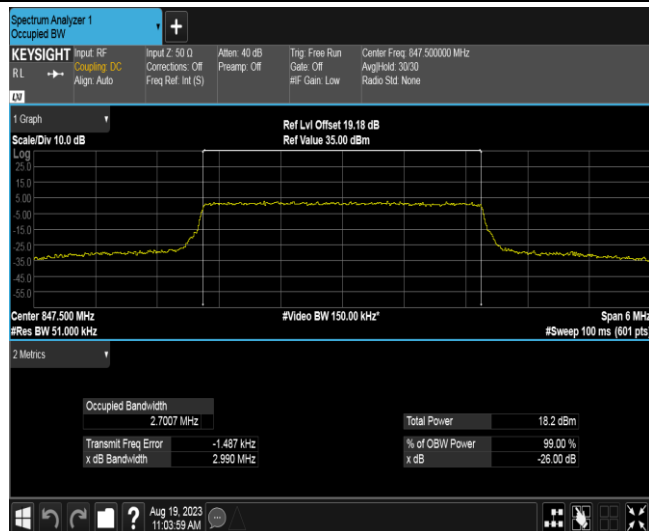 Spectrum Analyzer 1
Occupied BW
KEYSIGHT Input: RF Input Z: 50 Ω Atten: 40 dB Trig: Free Run Center Freq: 847.500000 MHz
Coupling: DC Corrections: Off Preamp: Off Gate: Off Avg|Hold: 30/30
RL Align: Auto Freq Ref: Int (S) #IF Gain: Low Radio Std: None
LXI
1 Graph
Ref Lvl Offset 19.18 dB
Scale/Div 10.0 dB Ref Value 35.00 dBm
Log
25.0
15.0
5.00
-5.00
-15.0
-25.0
-35.0
-45.0
-55.0
Center 847.500 MHz #Video BW 150.00 kHz* Span 6 MHz
#Res BW 51.000 kHz #Sweep 100 ms (601 pts)
2 Metrics
Occupied Bandwidth
2.7007 MHz Total Power 18.2 dBm
Transmit Freq Error -1.487 kHz % of OBW Power 99.00 %
x dB Bandwidth 2.990 MHz x dB -26.00 dB
? Aug 19, 2023
11:03:59 AM